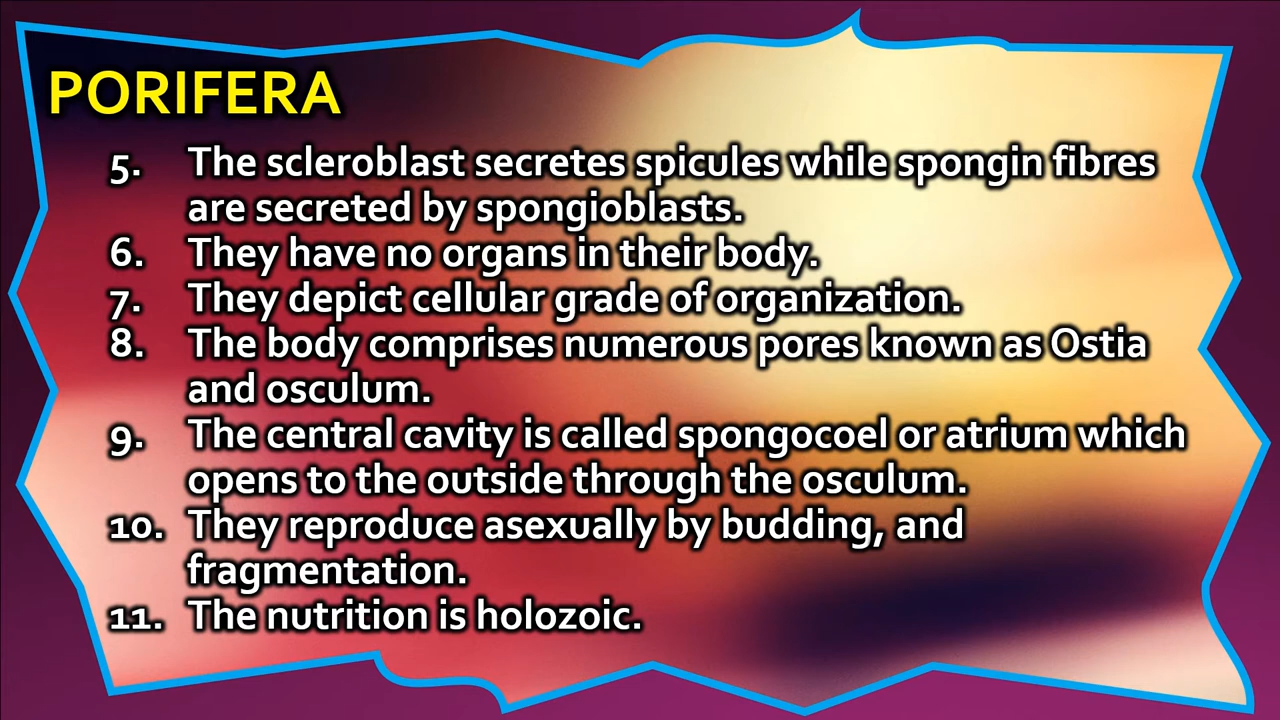 PORIFERA
5. The scleroblast secretes spicules while spongin fibres
are secreted by spongioblasts.
6. They have no organs in their body.
7. They depict cellular grade of organization.
8. The body comprises numerous pores known as Ostia
and osculum.
9. The central cavity is called spongocoel or atrium which
opens to the outside through the osculum.
10. They reproduce asexually by budding, and
fragmentation.
11. The nutrition is holozoic.